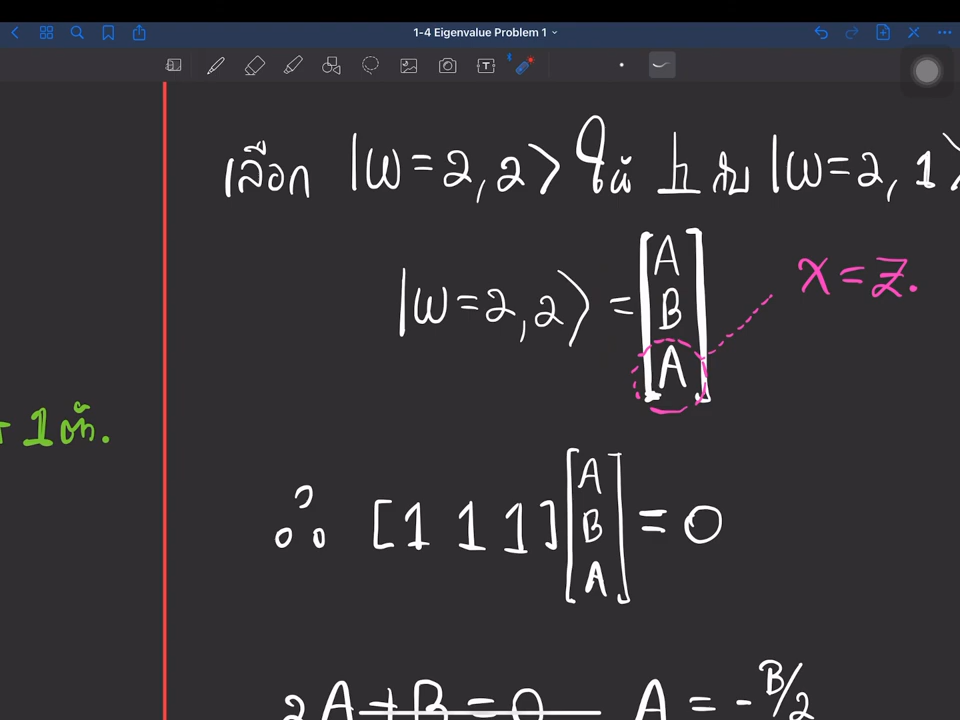 1-4 Eigenvalue Problem 1
เลือก |ω=2,2> ให้ ⊥ กับ |ω=2,1>
|ω=2,2> = [A B A]
x=z.
1 ตัว.
∴ [1 1 1] [A B A] = 0
2A+B=0 A = -B/2